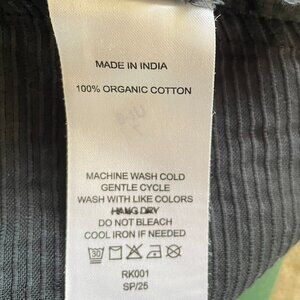 MADE IN INDIA
100% ORGANIC COTTON
MACHINE WASH COLD
GENTLE CYCLE
WASH WITH LIKE COLORS
HANG DRY
DO NOT BLEACH
COOL IRON IF NEEDED
30
RK001
SP/25